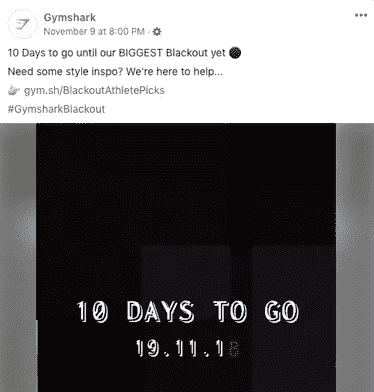 Gymshark
November 9 at 8:00 PM ·
10 Days to go until our BIGGEST Blackout yet
Need some style inspo? We're here to help...
gym.sh/BlackoutAthletePicks
#GymsharkBlackout
10 DAYS TO GO
19.11.18